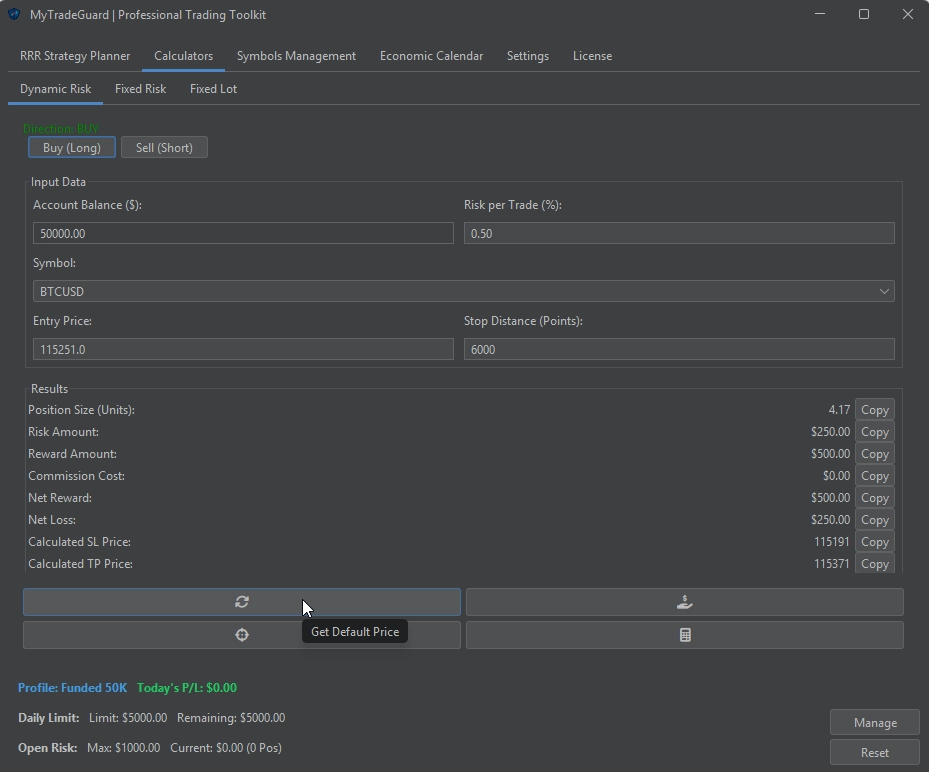 MyTradeGuard | Professional Trading Toolkit
RRR Strategy Planner Calculators Symbols Management Economic Calendar Settings License
Dynamic Risk Fixed Risk Fixed Lot
Direction: BUY
Buy (Long) Sell (Short)
Input Data
Account Balance ($): Risk per Trade (%):
50000.00 0.50
Symbol:
BTCUSD
Entry Price: Stop Distance (Points):
115251.0 6000
Results
Position Size (Units): 4.17 Copy
Risk Amount: $250.00 Copy
Reward Amount: $500.00 Copy
Commission Cost: $0.00 Copy
Net Reward: $500.00 Copy
Net Loss: $250.00 Copy
Calculated SL Price: 115191 Copy
Calculated TP Price: 115371 Copy
Get Default Price
Profile: Funded 50K Today's P/L: $0.00
Daily Limit: Limit: $5000.00 Remaining: $5000.00
Manage
Open Risk: Max: $1000.00 Current: $0.00 (0 Pos)
Reset